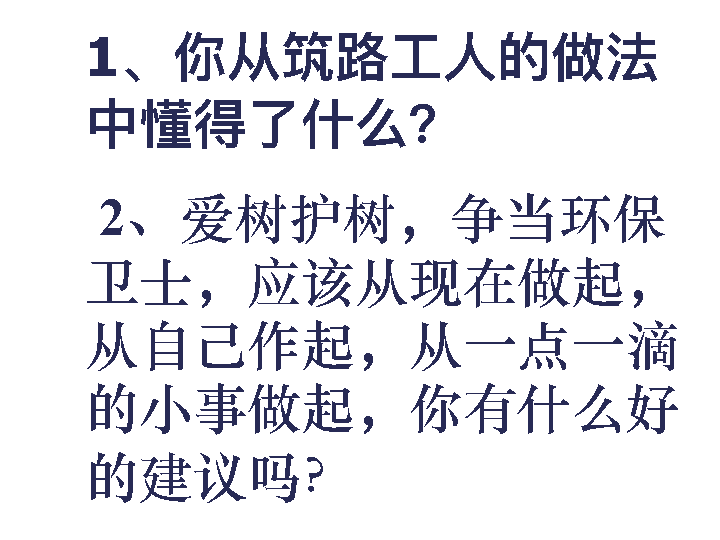 1、你从筑路工人的做法
中懂得了什么？
2、爱树护树，争当环保
卫士，应该从现在做起，
从自己作起，从一点一滴
的小事做起，你有什么好
的建议吗？